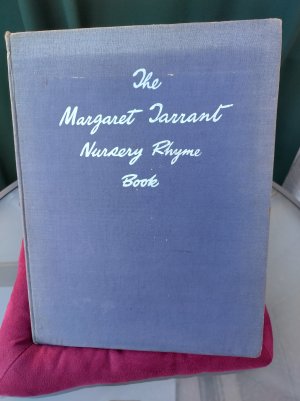 The
Margaret Tarrant
Nursery Rhyme
Book